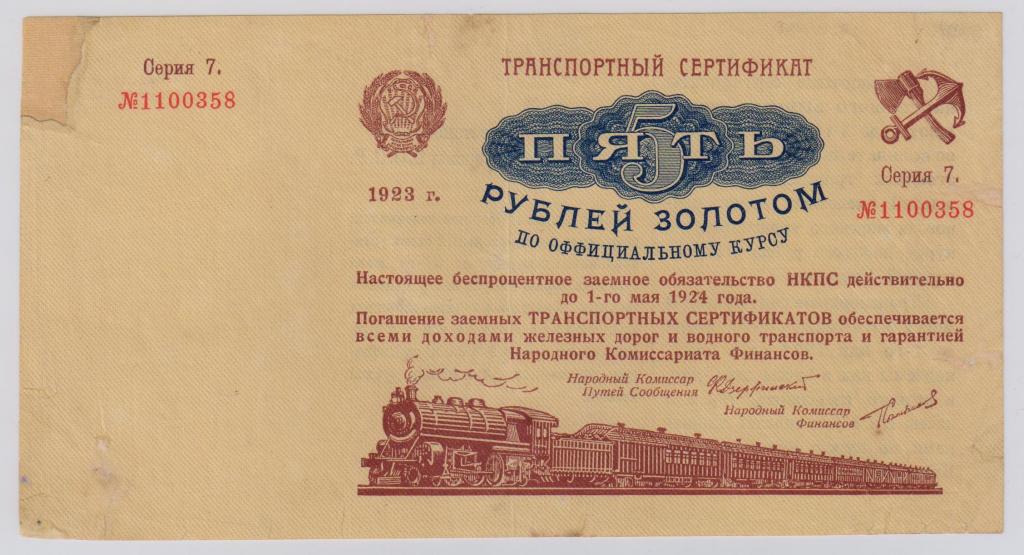 Серия 7.
№1100358
ТРАНСПОРТНЫЙ СЕРТИФИКАТ
5
ПЯТЬ
РУБЛЕЙ ЗОЛОТОМ
ПО ОФФИЦИАЛЬНОМУ КУРСУ
1923 г.
Серия 7.
№1100358
Настоящее беспроцентное заемное обязательство НКПС действительно
до 1-го мая 1924 года.
Погашение заемных ТРАНСПОРТНЫХ СЕРТИФИКАТОВ обеспечивается
всеми доходами железных дорог и водного транспорта и гарантией
Народного Комиссариата Финансов.
Народный Комиссар
Путей Сообщения
Народный Комиссар
Финансов